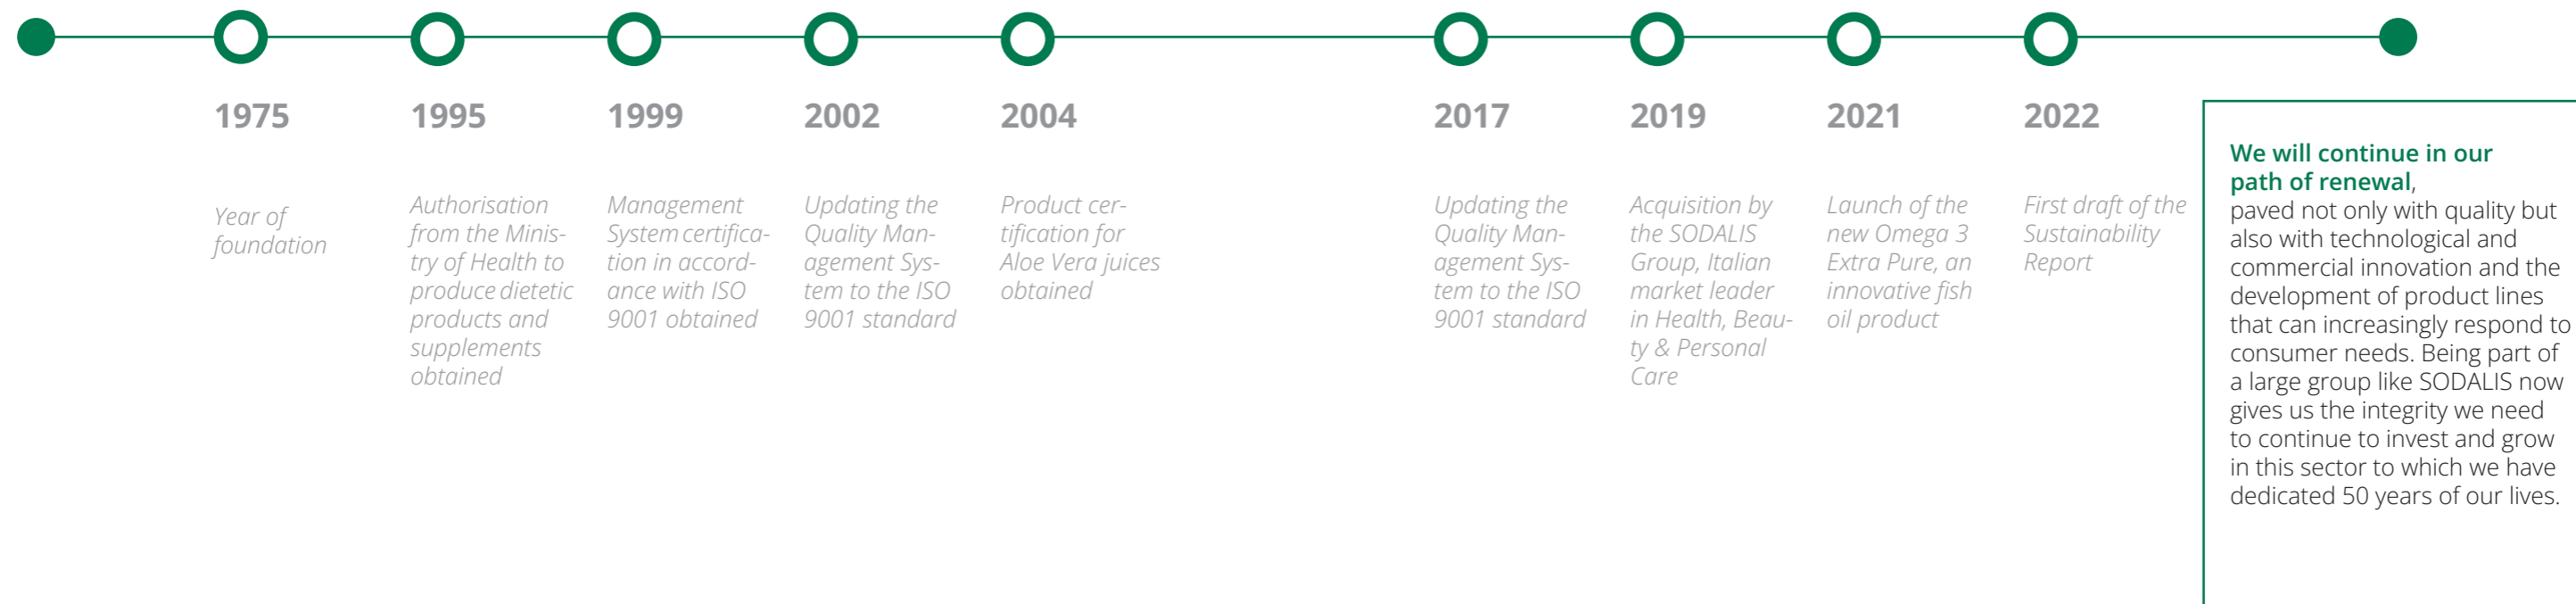 1975
Year of
foundation
1995
Authorisation
from the Minis-
try of Health to
produce dietetic
products and
supplements
obtained
1999
Management
System certifica-
tion in accord-
ance with ISO
9001 obtained
2002
Updating the
Quality Man-
agement Sys-
tem to the ISO
9001 standard
2004
Product cer-
tification for
Aloe Vera juices
obtained
2017
Updating the
Quality Man-
agement Sys-
tem to the ISO
9001 standard
2019
Acquisition by
the SODALIS
Group, Italian
market leader
in Health, Beau-
ty & Personal
Care
2021
Launch of the
new Omega 3
Extra Pure, an
innovative fish
oil product
2022
First draft of the
Sustainability
Report
We will continue in our
path of renewal,
paved not only with quality but
also with technological and
commercial innovation and the
development of product lines
that can increasingly respond to
consumer needs. Being part of
a large group like SODALIS now
gives us the integrity we need
to continue to invest and grow
in this sector to which we have
dedicated 50 years of our lives.